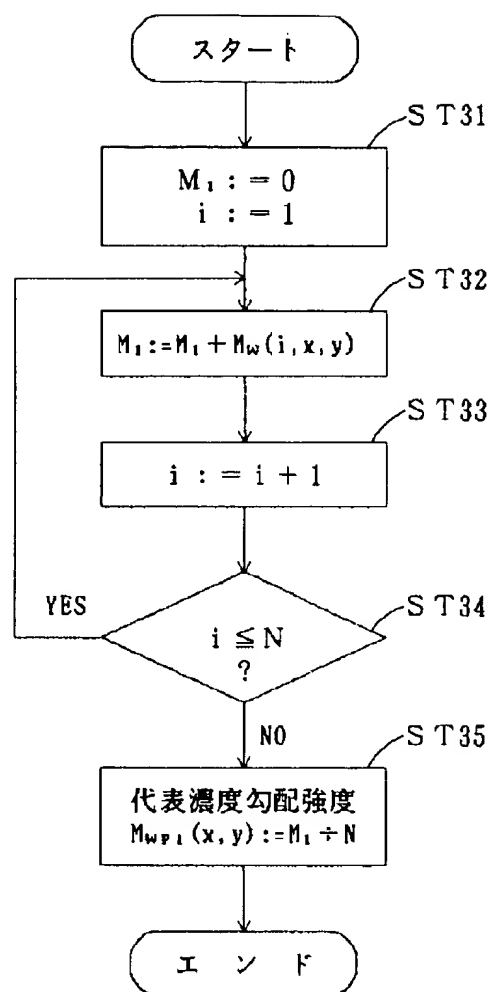 スタート
ST31
M₁:=0
i:=1
ST32
M₁:=M₁+Mw(i,x,y)
ST33
i:=i+1
YES
ST34
i≦N
?
NO
ST35
代表濃度勾配強度
MWP1(x,y):=M₁÷N
エンド